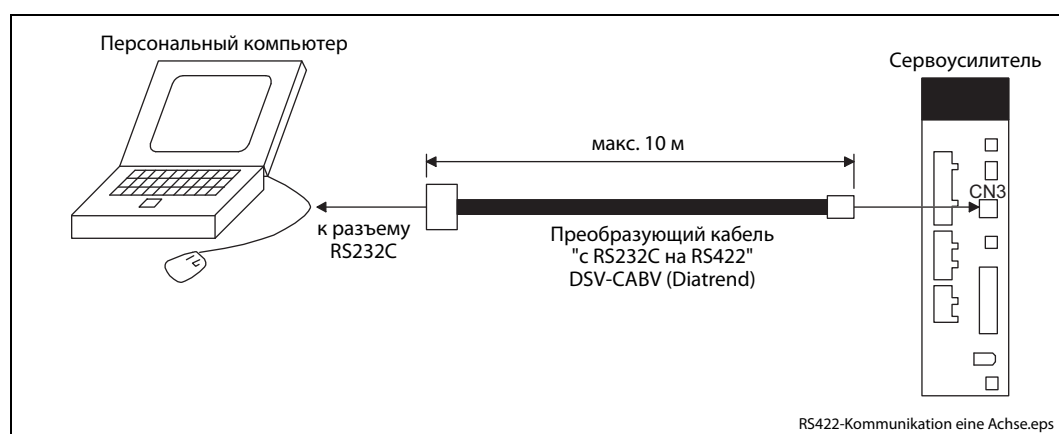 Персональный компьютер
Сервоусилитель
макс. 10 м
CN3
к разъему
RS232C
Преобразующий кабель
"с RS232C на RS422"
DSV-CABV (Diatrend)
RS422-Kommunikation eine Achse.eps